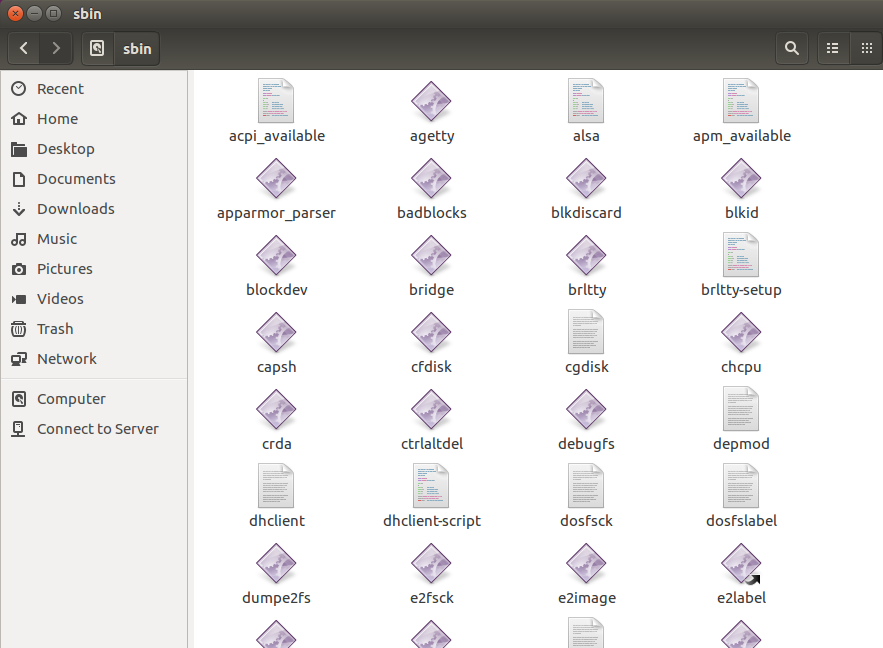 sbin
sbin
Recent
Home
Desktop
Documents
Downloads
Music
Pictures
Videos
Trash
Network
Computer
Connect to Server
acpi_available agetty alsa apm_available
apparmor_parser badblocks blkdiscard blkid
blockdev bridge brltty brltty-setup
capsh cfdisk cgdisk chcpu
crda ctrlaltdel debugfs depmod
dhclient dhclient-script dosfsck dosfslabel
dumpe2fs e2fsck e2image e2label